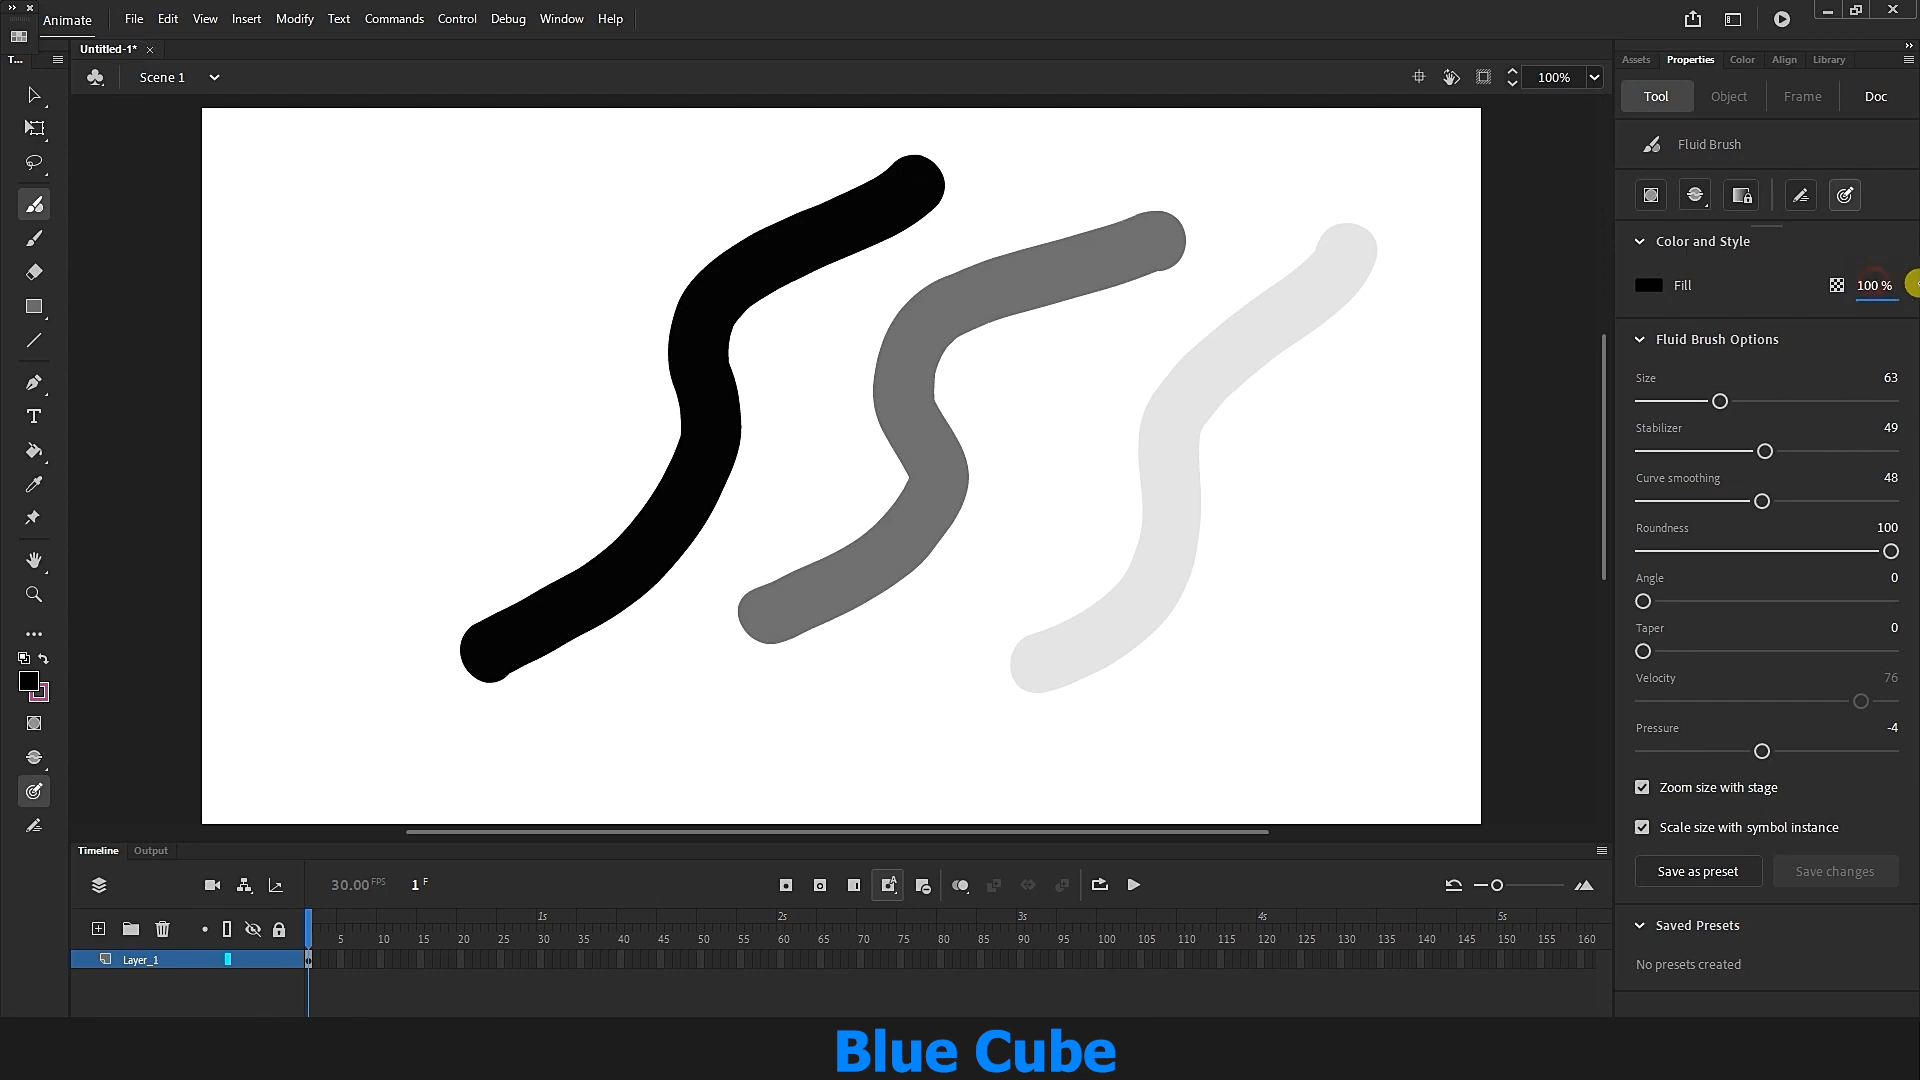 Animate File Edit View Insert Modify Text Commands Control Debug Window Help
Untitled-1*
T...
Scene 1
100%
Assets Properties Color Align Library
Tool Object Frame Doc
Fluid Brush
Color and Style
Fill 100 %
Fluid Brush Options
Size 63
Stabilizer 49
Curve smoothing 48
Roundness 100
Angle 0
Taper 0
Velocity 76
Pressure -4
Zoom size with stage
Scale size with symbol instance
Save as preset Save changes
Saved Presets
No presets created
Timeline Output
30.00 FPS 1 F
1s 2s 3s 4s 5s
5 10 15 20 25 30 35 40 45 50 55 60 65 70 75 80 85 90 95 100 105 110 115 120 125 130 135 140 145 150 155 160
Layer_1
Blue Cube